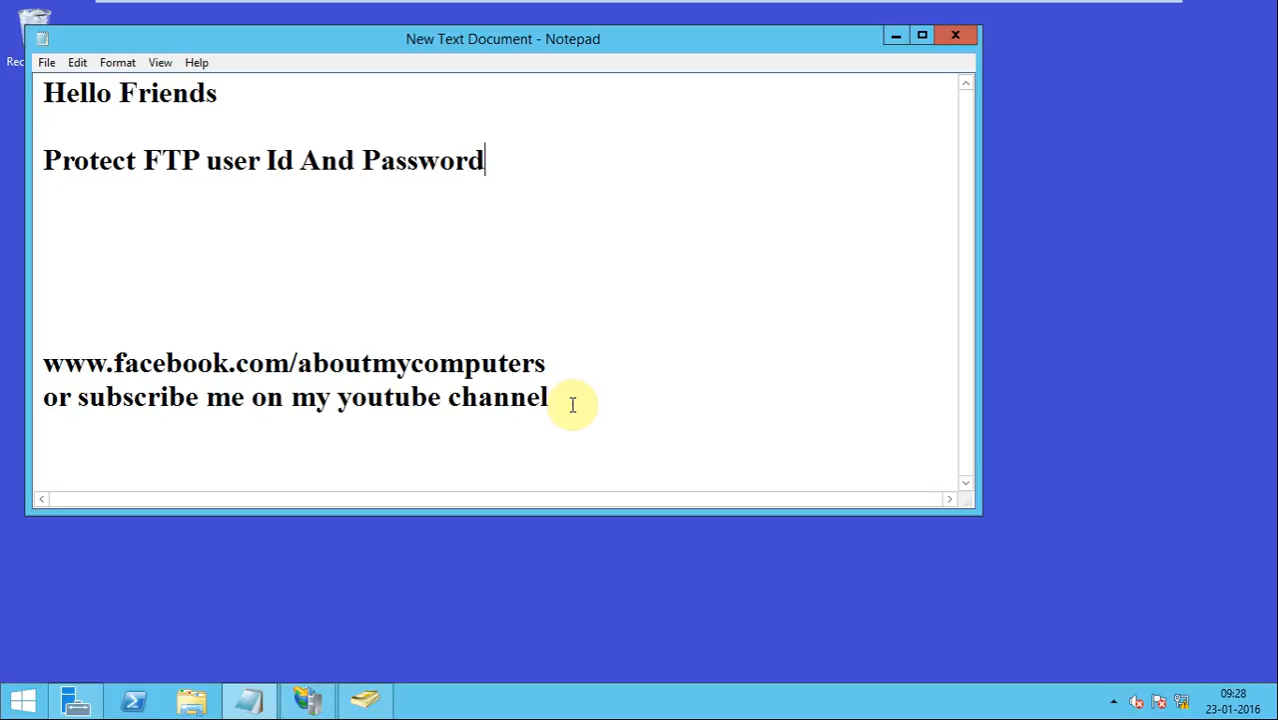 Rec
New Text Document - Notepad
File Edit Format View Help
Hello Friends
Protect FTP user Id And Password
www.facebook.com/aboutmycomputers
or subscribe me on my youtube channel
09:28
23-01-2016